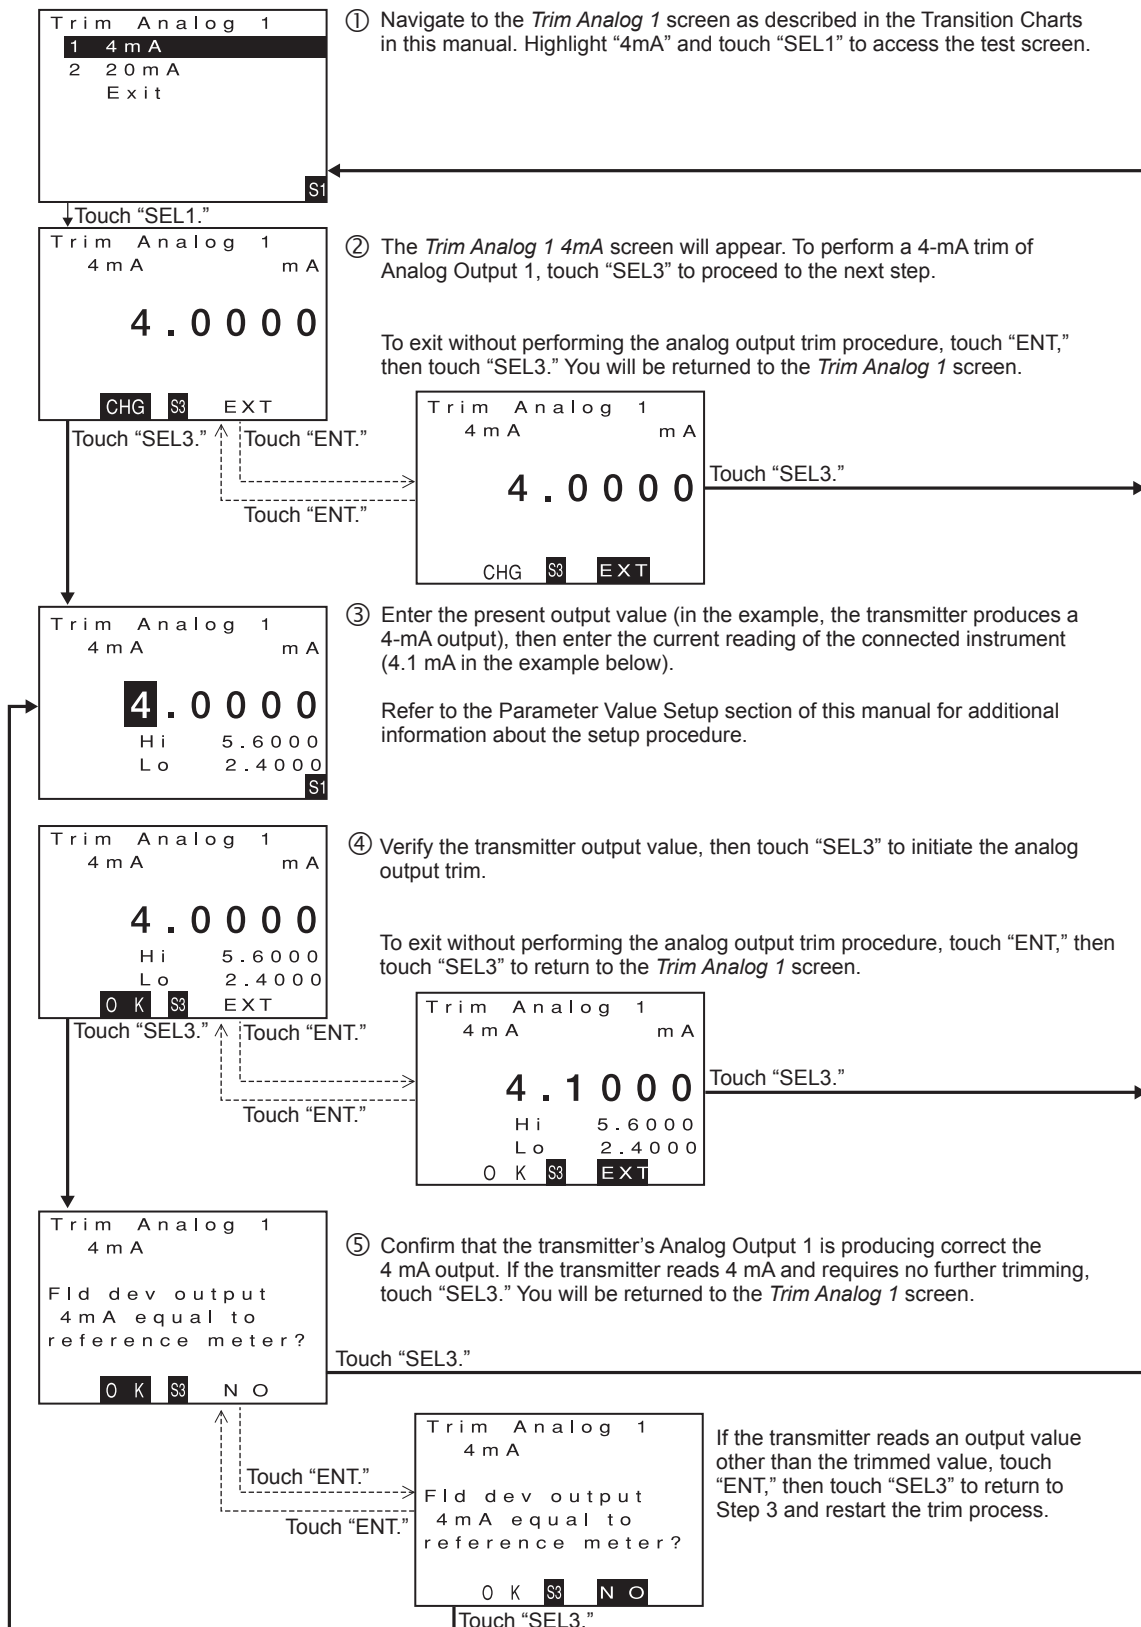 Trim Analog 1
1 4mA
2 20mA
Exit
S1
① Navigate to the Trim Analog 1 screen as described in the Transition Charts
in this manual. Highlight “4mA” and touch “SEL1” to access the test screen.
Touch “SEL1.”
Trim Analog 1
4mA mA
4.0000
CHG S3 EXT
② The Trim Analog 1 4mA screen will appear. To perform a 4-mA trim of
Analog Output 1, touch “SEL3” to proceed to the next step.
To exit without performing the analog output trim procedure, touch “ENT,”
then touch “SEL3.” You will be returned to the Trim Analog 1 screen.
Touch “SEL3.”
Touch “ENT.”
Touch “ENT.”
Trim Analog 1
4mA mA
4.0000
CHG S3 EXT
Touch “SEL3.”
Trim Analog 1
4mA mA
4.0000
Hi 5.6000
Lo 2.4000
S1
③ Enter the present output value (in the example, the transmitter produces a
4-mA output), then enter the current reading of the connected instrument
(4.1 mA in the example below).
Refer to the Parameter Value Setup section of this manual for additional
information about the setup procedure.
Trim Analog 1
4mA mA
4.0000
Hi 5.6000
Lo 2.4000
OK S3 EXT
④ Verify the transmitter output value, then touch “SEL3” to initiate the analog
output trim.
To exit without performing the analog output trim procedure, touch “ENT,” then
touch “SEL3” to return to the Trim Analog 1 screen.
Touch “SEL3.”
Touch “ENT.”
Touch “ENT.”
Trim Analog 1
4mA mA
4.1000
Hi 5.6000
Lo 2.4000
OK S3 EXT
Touch “SEL3.”
Trim Analog 1
4mA
Fld dev output
4mA equal to
reference meter?
OK S3 NO
⑤ Confirm that the transmitter’s Analog Output 1 is producing correct the
4 mA output. If the transmitter reads 4 mA and requires no further trimming,
touch “SEL3.” You will be returned to the Trim Analog 1 screen.
Touch “SEL3.”
Touch “ENT.”
Touch “ENT.”
Trim Analog 1
4mA
Fld dev output
4mA equal to
reference meter?
OK S3 NO
If the transmitter reads an output value
other than the trimmed value, touch
“ENT,” then touch “SEL3” to return to
Step 3 and restart the trim process.
Touch “SEL3.”